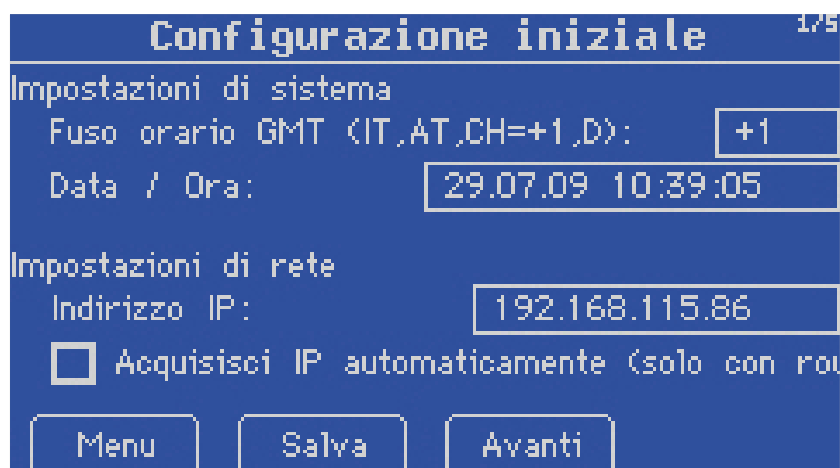 Configurazione iniziale 1/5
Impostazioni di sistema
Fuso orario GMT (IT,AT,CH=+1,D): +1
Data / Ora: 29.07.09 10:39:05
Impostazioni di rete
Indirizzo IP: 192.168.115.86
Acquisisci IP automaticamente (solo con rou
Menu Salva Avanti